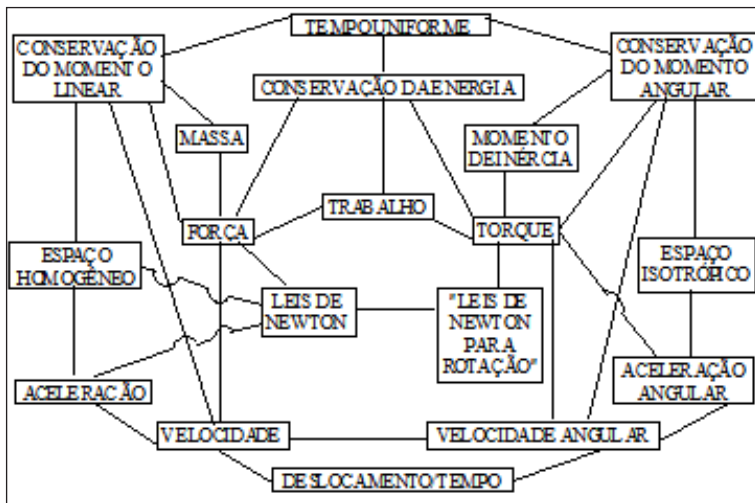 TEMPO UNIFORME
CONSERVAÇÃO
DO MOMENTO
LINEAR
CONSERVAÇÃO
DO MOMENTO
ANGULAR
CONSERVAÇÃO DA ENERGIA
MASSA
MOMENTO
DE INÉRCIA
TRABALHO
FORÇA
TORQUE
ESPAÇO
HOMOGÊNEO
ESPAÇO
ISOTRÓPICO
LEIS DE
NEWTON
"LEIS DE
NEWTON
PARA
ROTAÇÃO"
ACELERACÃO
ACELERAÇÃO
ANGULAR
VELOCIDADE
VELOCIDADE ANGULAR
DESLOCAMENTO/TEMPO